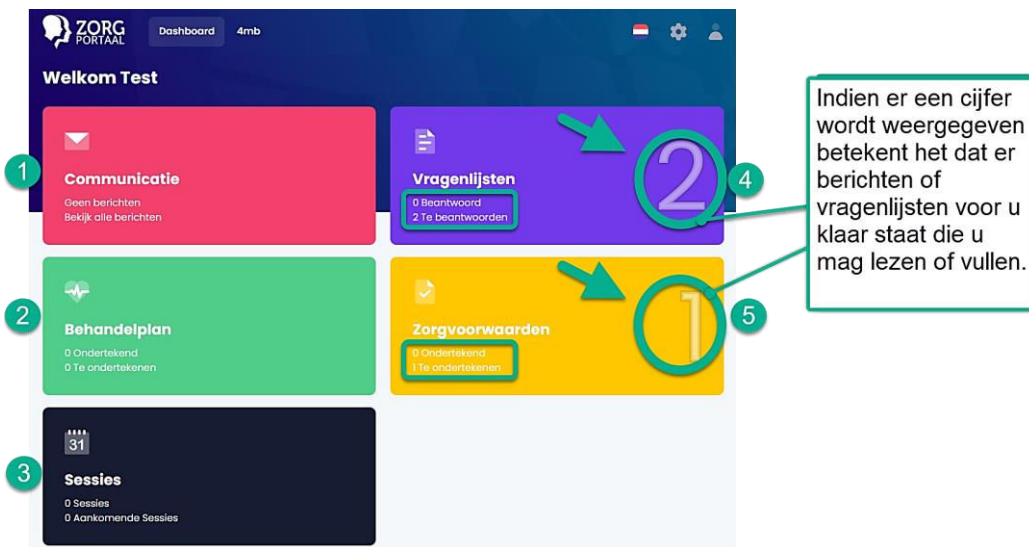 ZORG
PORTAAL
Dashboard
4mb
Welkom Test
1
Communicatie
Geen berichten
Bekijk alle berichten
Vragenlijsten
0 Beantwoord
2 Te beantwoorden
2
4
Indien er een cijfer
wordt weergegeven
betekent het dat er
berichten of
vragenlijsten voor u
klaar staat die u
mag lezen of vullen.
2
Behandelplan
0 Ondertekend
0 Te ondertekenen
Zorgvoorwaarden
0 Ondertekend
1 Te ondertekenen
1
5
3
31
Sessies
0 Sessies
0 Aankomende Sessies